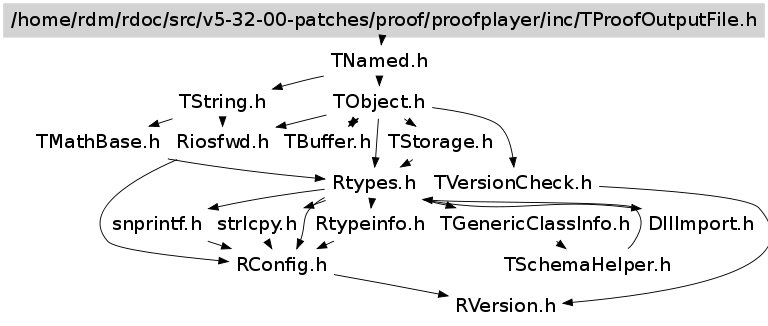 /home/rdm/rdoc/src/v5-32-00-patches/proof/proofplayer/inc/TProofOutputFile.h
TNamed.h
TString.h TObject.h
TMathBase.h Riosfwd.h TBuffer.h TStorage.h
Rtypes.h TVersionCheck.h
snprintf.h strlcpy.h Rtypeinfo.h TGenericClassInfo.h DllImport.h
RConfig.h TSchemaHelper.h
RVersion.h